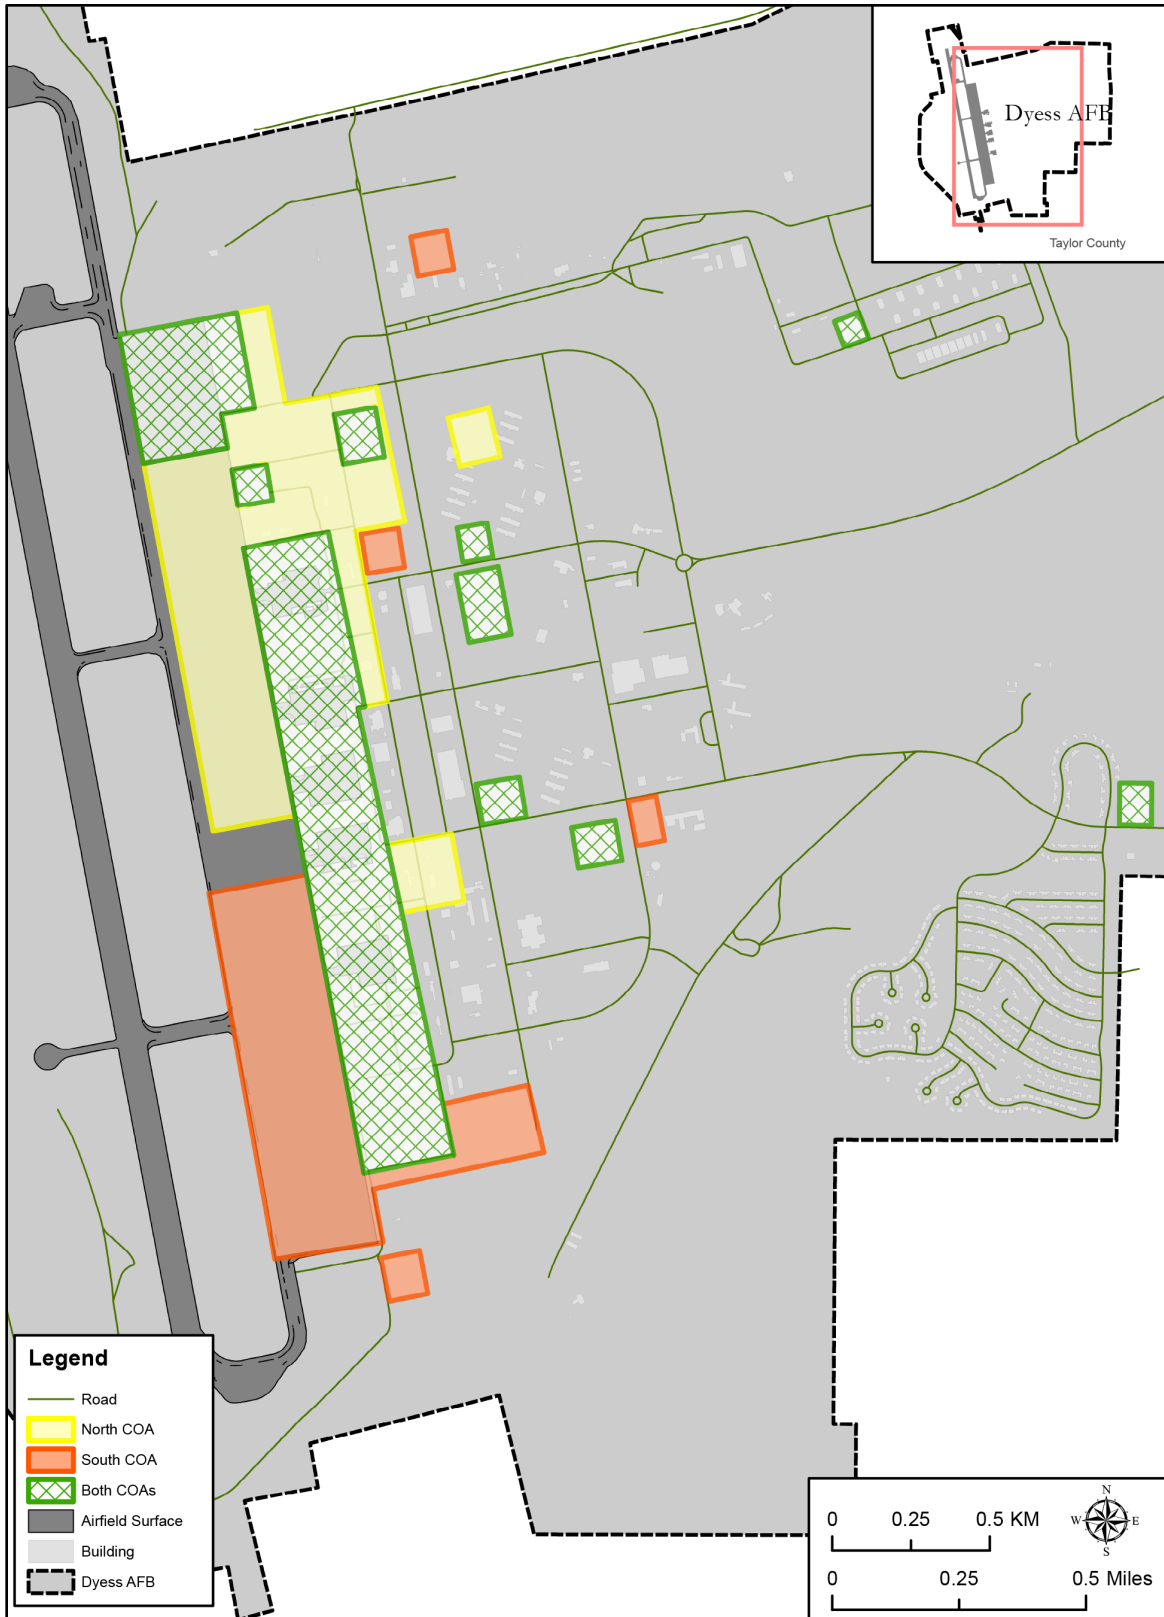 Dyess AFB
Taylor County
Legend
Road
North COA
South COA
Both COAs
Airfield Surface
Building
Dyess AFB
N
W E
S
0 0.25 0.5 KM
0 0.25 0.5 Miles